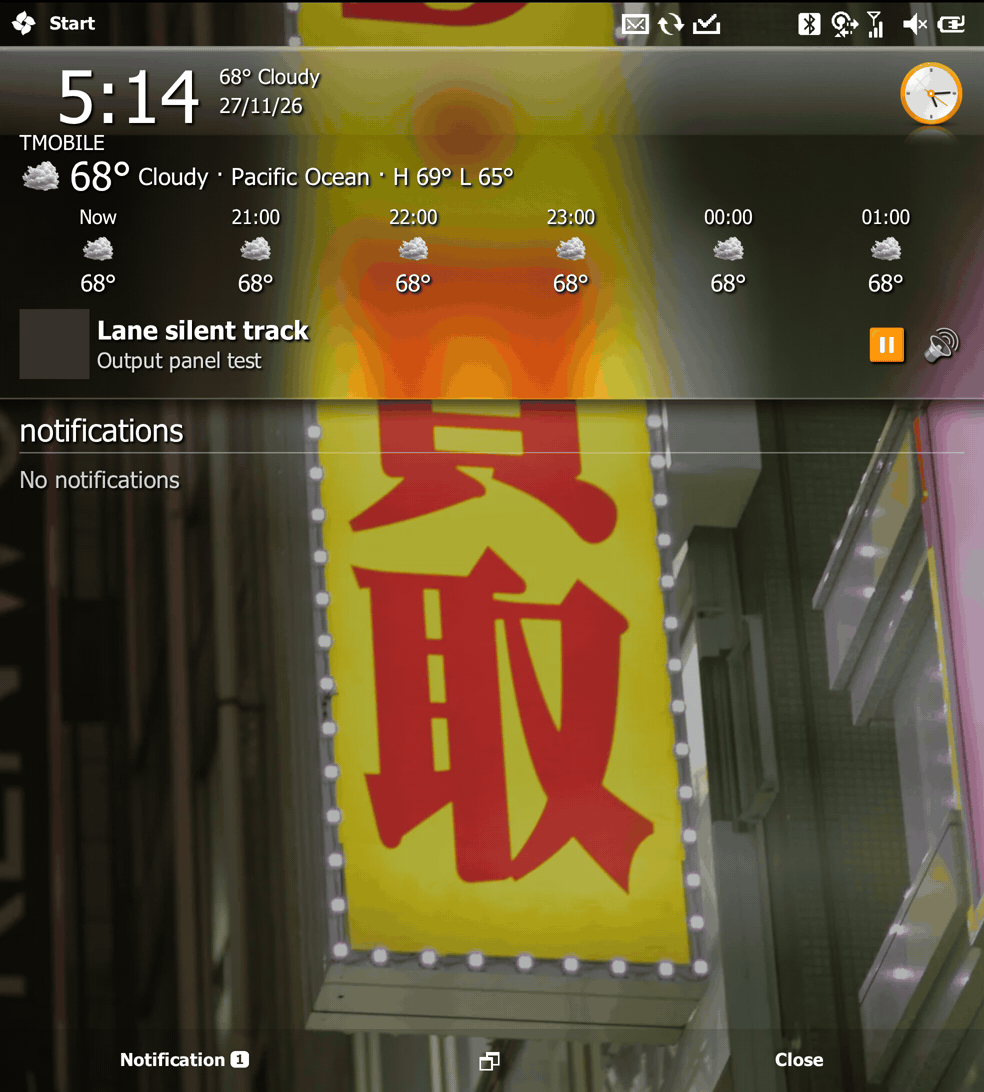 Start
5:14
68° Cloudy
27/11/26
TMOBILE
68° Cloudy · Pacific Ocean · H 69° L 65°
Now 21:00 22:00 23:00 00:00 01:00
68° 68° 68° 68° 68° 68°
Lane silent track
Output panel test
notifications
No notifications
取
Notification 1
Close